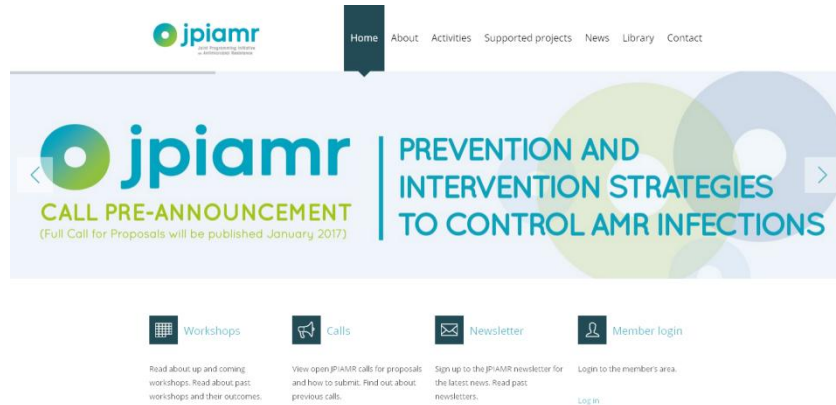 jpiamr
Joint Programming Initiative
on Antimicrobial Resistance
Home About Activities Supported projects News Library Contact
jpiamr
CALL PRE-ANNOUNCEMENT
(Full Call for Proposals will be published January 2017)
PREVENTION AND
INTERVENTION STRATEGIES
TO CONTROL AMR INFECTIONS
Workshops
Read about up and coming
workshops. Read about past
workshops and their outcomes.
Calls
View open JPIAMR calls for proposals
and how to submit. Find out about
previous calls.
Newsletter
Sign up to the JPIAMR newsletter for
the latest news. Read past
newsletters.
Member login
Login to the members area.
Log in